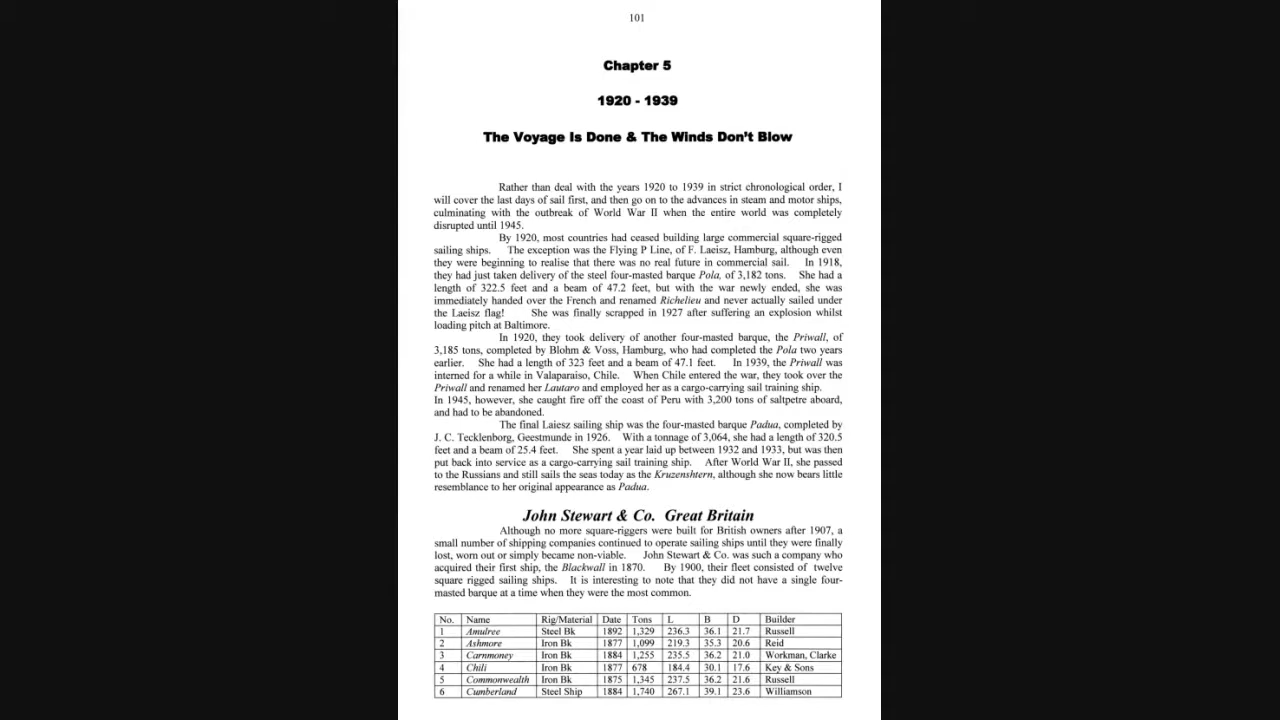 101
Chapter 5
1920 - 1939
The Voyage Is Done & The Winds Don't Blow
Rather than deal with the years 1920 to 1939 in strict chronological order, I
will cover the last days of sail first, and then go on to the advances in steam and motor ships,
culminating with the outbreak of World War II when the entire world was completely
disrupted until 1945.
By 1920, most countries had ceased building large commercial square-rigged
sailing ships. The exception was the Flying P Line, of F. Laeisz, Hamburg, although even
they were beginning to realise that there was no real future in commercial sail. In 1918,
they had just taken delivery of the steel four-masted barque Pola, of 3,182 tons. She had a
length of 322.5 feet and a beam of 47.2 feet, but with the war newly ended, she was
immediately handed over the French and renamed Richelieu and never actually sailed under
the Laeisz flag! She was finally scrapped in 1927 after suffering an explosion whilst
loading pitch at Baltimore.
In 1920, they took delivery of another four-masted barque, the Priwall, of
3,185 tons, completed by Blohm & Voss, Hamburg, who had completed the Pola two years
earlier. She had a length of 323 feet and a beam of 47.1 feet. In 1939, the Priwall was
interned for a while in Valaparaiso, Chile. When Chile entered the war, they took over the
Priwall and renamed her Lautaro and employed her as a cargo-carrying sail training ship.
In 1945, however, she caught fire off the coast of Peru with 3,200 tons of saltpetre aboard,
and had to be abandoned.
The final Laiesz sailing ship was the four-masted barque Padua, completed by
J. C. Tecklenborg, Geestmunde in 1926. With a tonnage of 3,064, she had a length of 320.5
feet and a beam of 25.4 feet. She spent a year laid up between 1932 and 1933, but was then
put back into service as a cargo-carrying sail training ship. After World War II, she passed
to the Russians and still sails the seas today as the Kruzenshtern, although she now bears little
resemblance to her original appearance as Padua.
John Stewart & Co. Great Britain
Although no more square-riggers were built for British owners after 1907, a
small number of shipping companies continued to operate sailing ships until they were finally
lost, worn out or simply became non-viable. John Stewart & Co. was such a company who
acquired their first ship, the Blackwall in 1870. By 1900, their fleet consisted of twelve
square rigged sailing ships. It is interesting to note that they did not have a single four-
masted barque at a time when they were the most common.
No. Name Rig/Material Date Tons L B D Builder
1 Amulree Steel Bk 1892 1,329 236.3 36.1 21.7 Russell
2 Ashmore Iron Bk 1877 1,099 219.3 35.3 20.6 Reid
3 Carnmoney Iron Bk 1884 1,255 235.5 36.2 21.0 Workman, Clarke
4 Chili Iron Bk 1877 678 184.4 30.1 17.6 Key & Sons
5 Commonwealth Iron Bk 1875 1,345 237.5 36.2 21.6 Russell
6 Cumberland Steel Ship 1884 1,740 267.1 39.1 23.6 Williamson